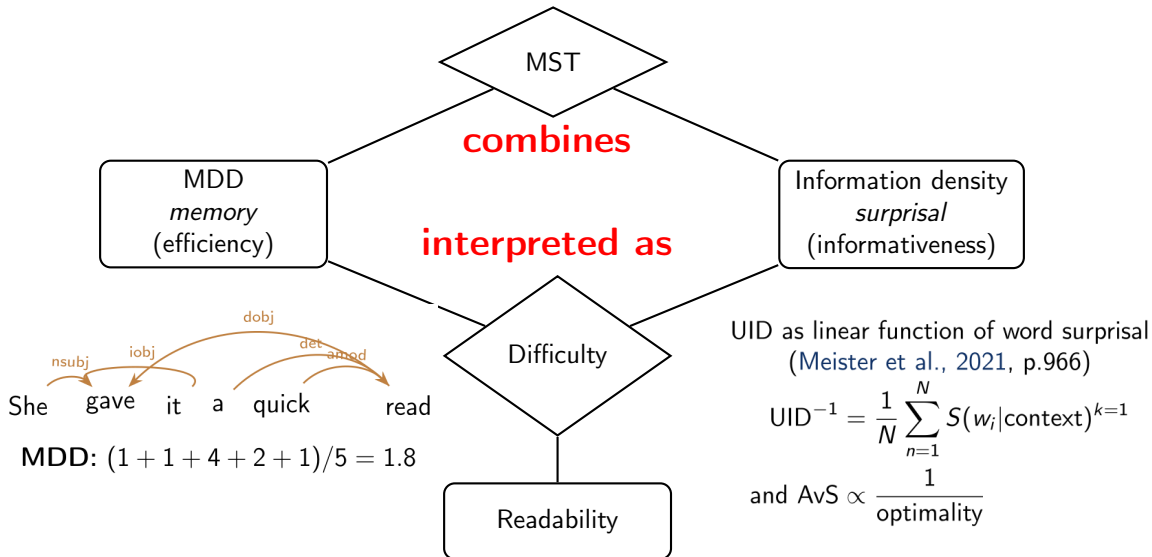 MST
combines
MDD
memory
(efficiency)
Information density
surprisal
(informativeness)
interpreted as
Difficulty
dobj
det
iobj
amod
nsubj
She gave it a quick read
MDD: (1 + 1 + 4 + 2 + 1)/5 = 1.8
UID as linear function of word surprisal
(Meister et al., 2021, p.966)
UID⁻¹ = 1/N ∑_{n=1}^{N} S(wᵢ|context)^{k=1}
and AvS ∝ 1/optimality
Readability